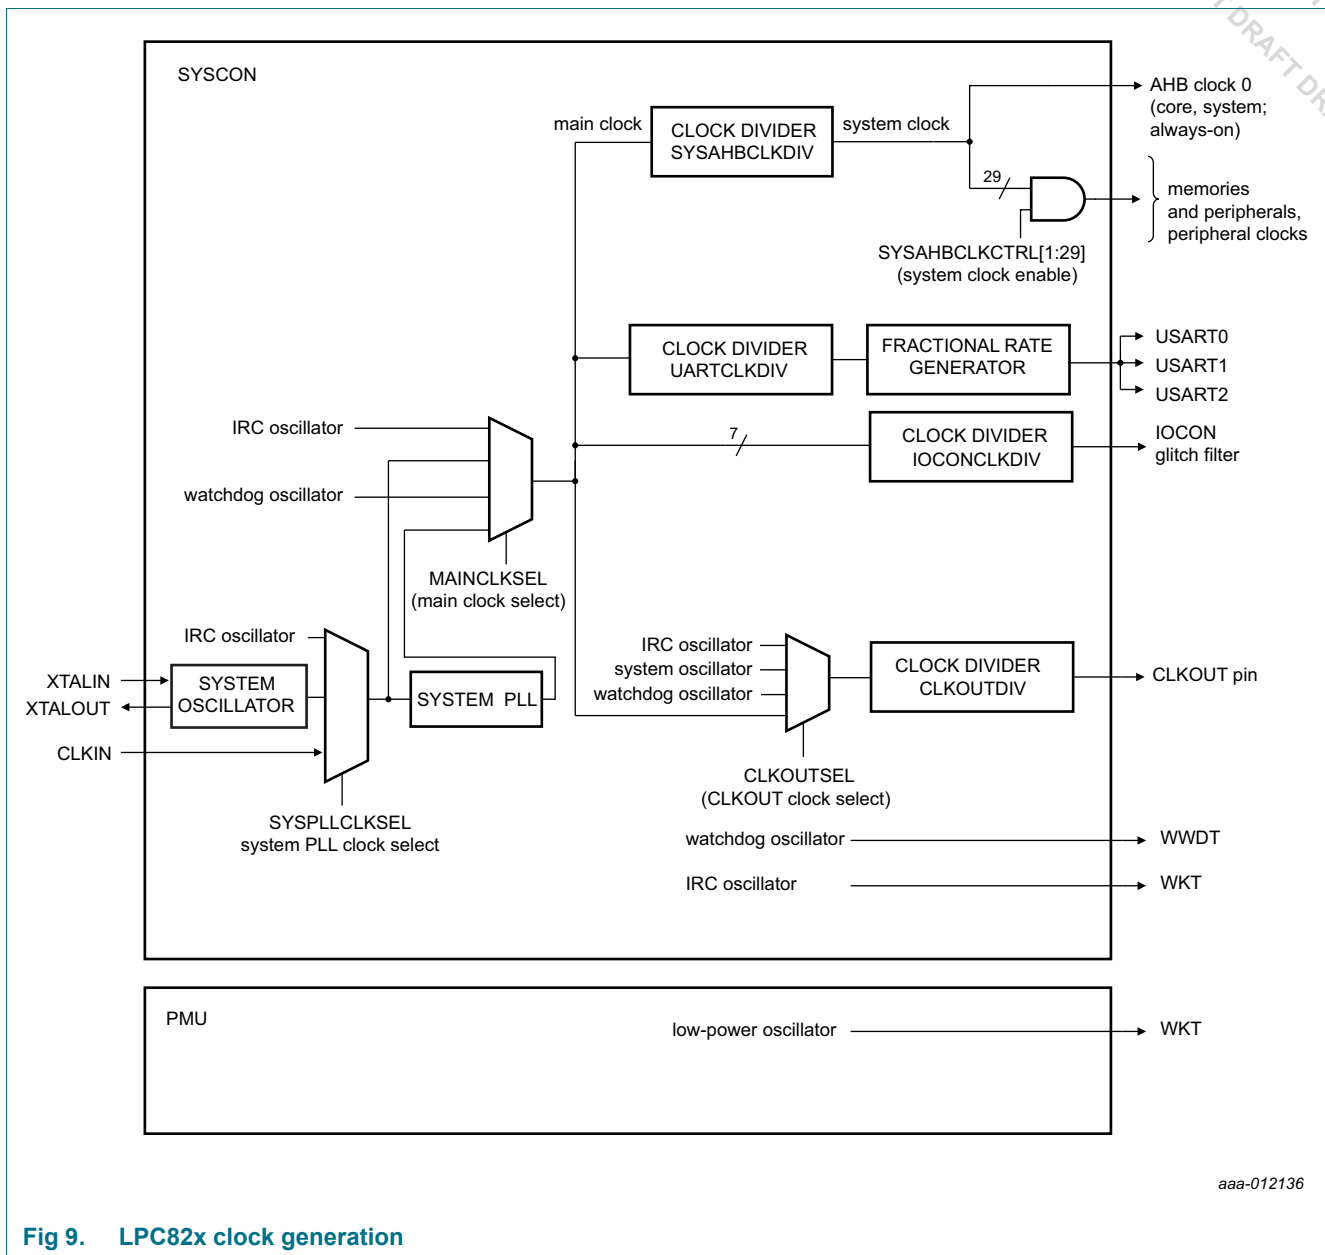 DRAFT DR
SYSCON
AHB clock 0
(core, system;
always-on)
main clock
CLOCK DIVIDER
SYSAHBCLKDIV
system clock
29
memories
and peripherals,
peripheral clocks
SYSAHBCLKCTRL[1:29]
(system clock enable)
CLOCK DIVIDER
UARTCLKDIV
FRACTIONAL RATE
GENERATOR
USART0
USART1
USART2
IRC oscillator
7
CLOCK DIVIDER
IOCONCLKDIV
IOCON
glitch filter
watchdog oscillator
MAINCLKSEL
(main clock select)
IRC oscillator
XTALIN
XTALOUT
SYSTEM
OSCILLATOR
CLKIN
SYSTEM PLL
SYSPLLCLKSEL
system PLL clock select
IRC oscillator
system oscillator
watchdog oscillator
CLOCK DIVIDER
CLKOUTDIV
CLKOUT pin
CLKOUTSEL
(CLKOUT clock select)
watchdog oscillator
WWDT
IRC oscillator
WKT
PMU
low-power oscillator
WKT
aaa-012136
Fig 9. LPC82x clock generation